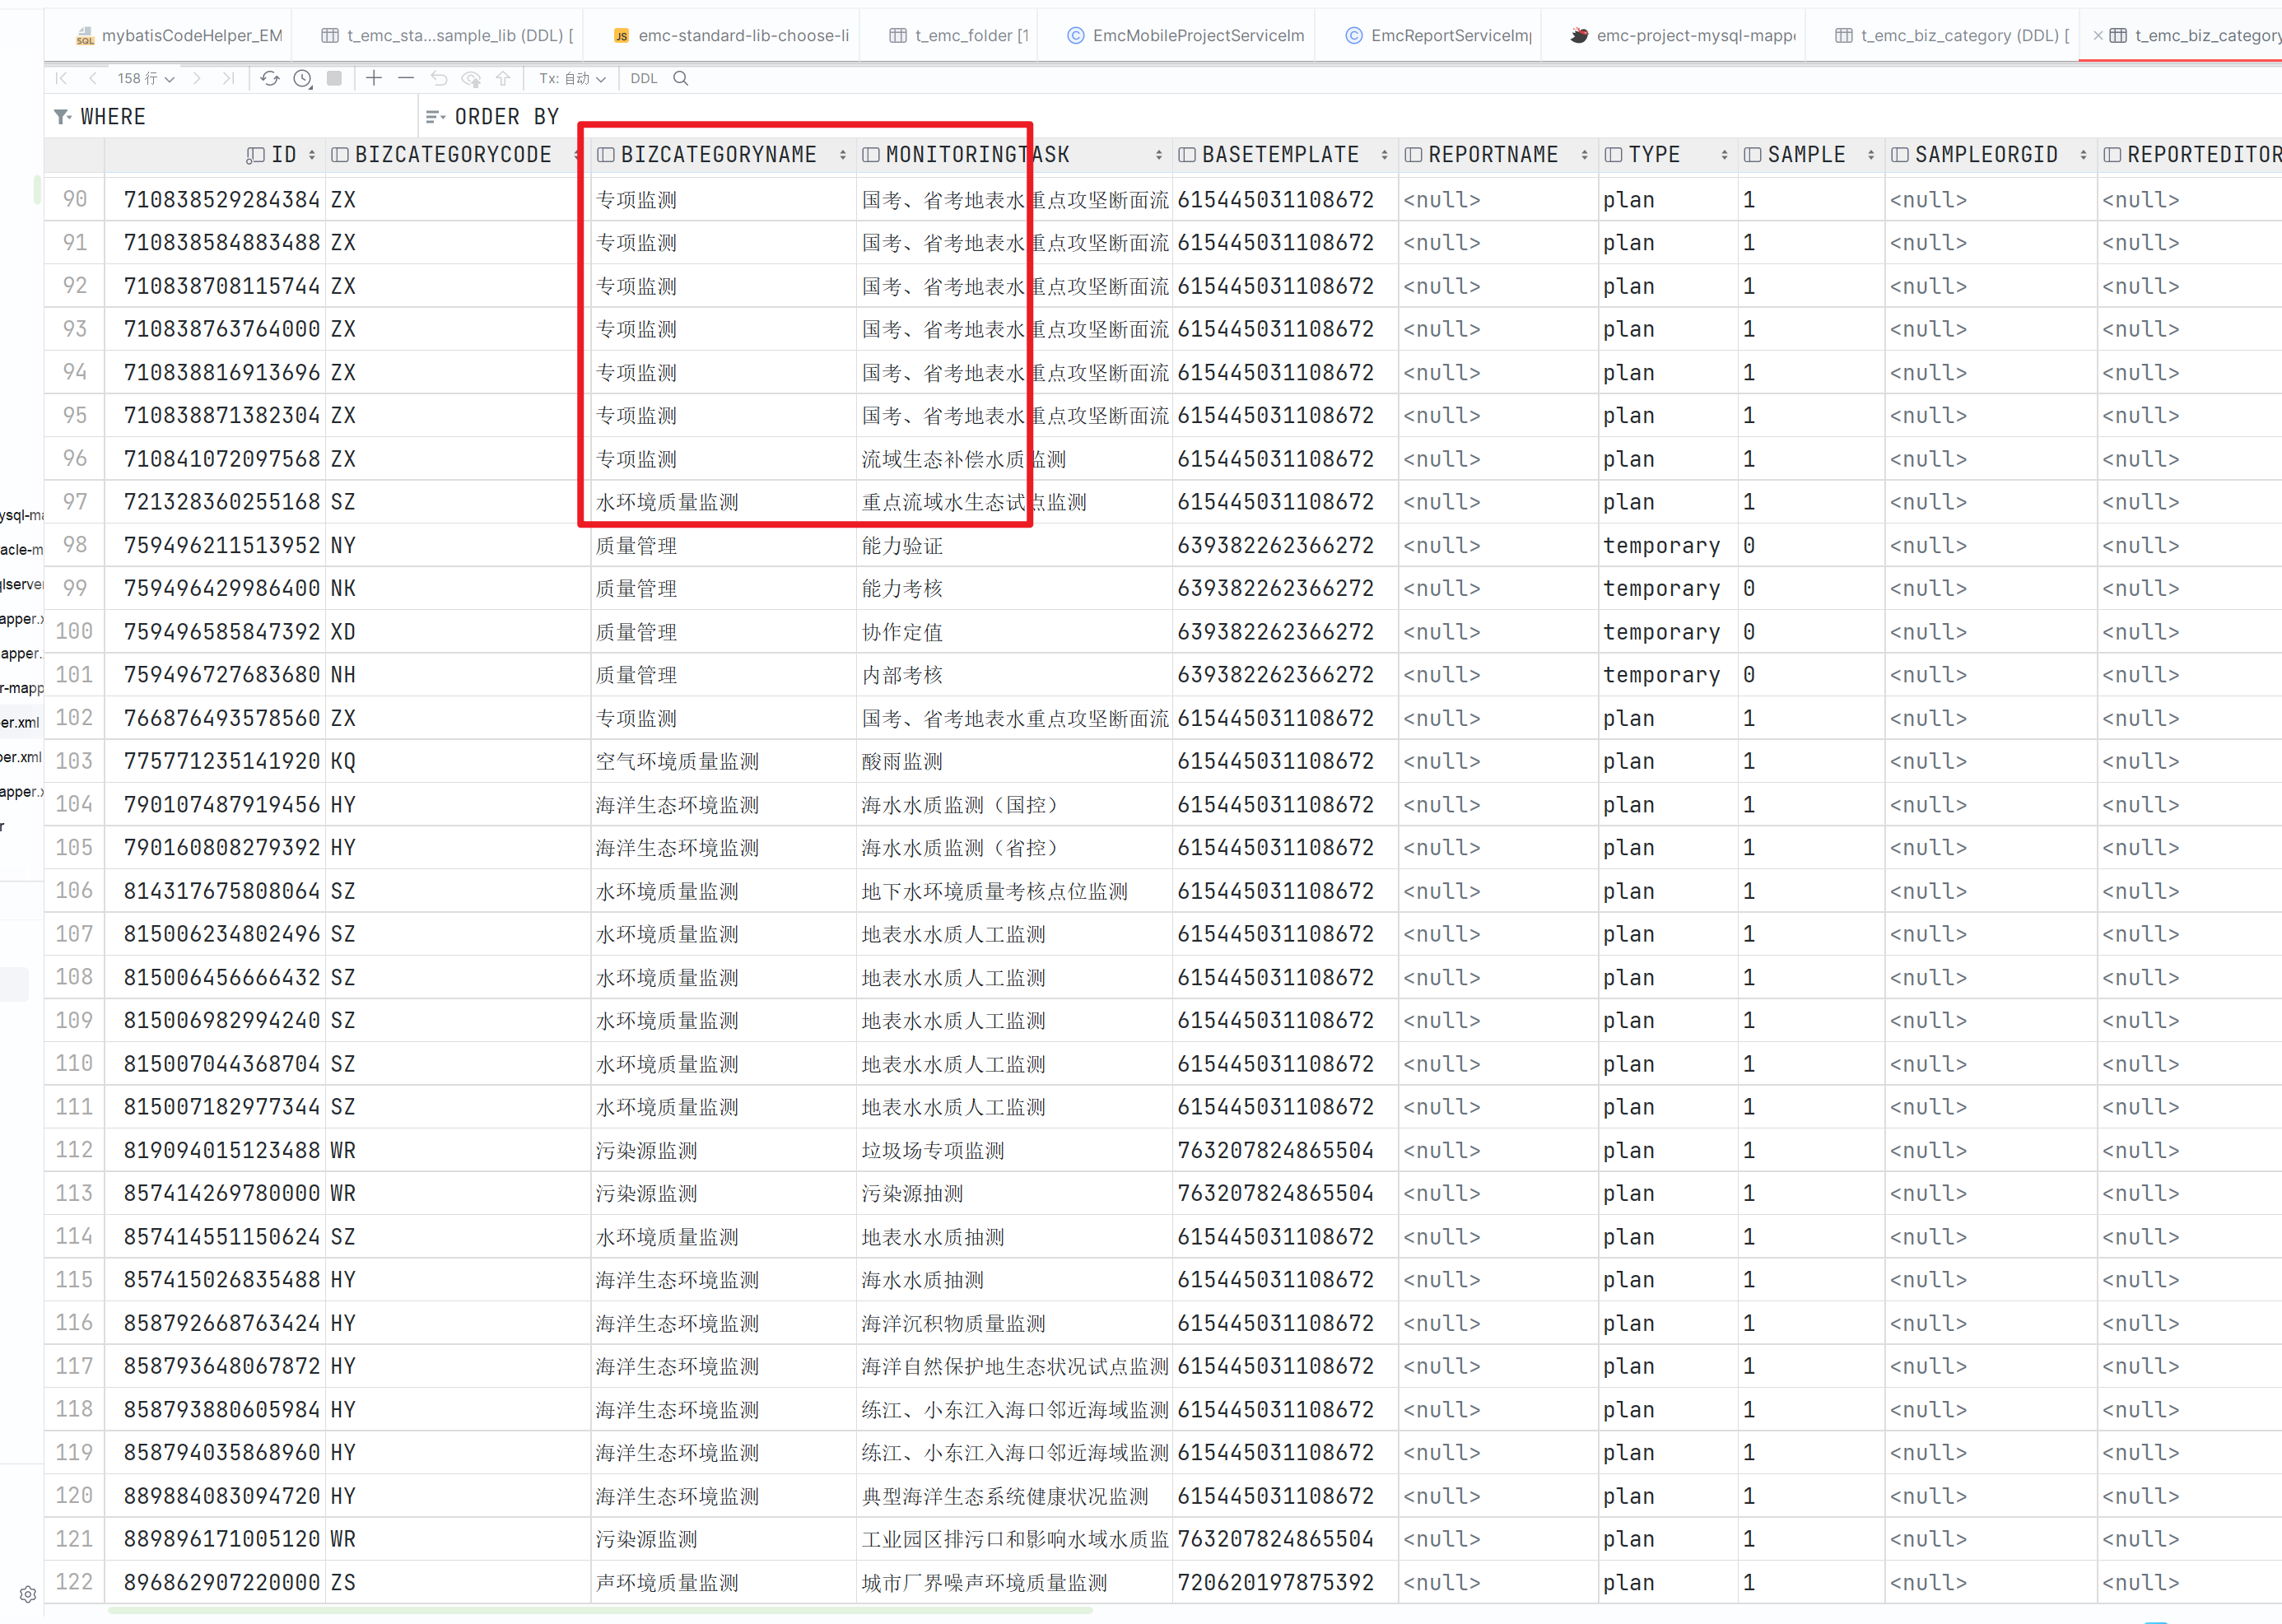 mybatisCodeHelper_EM t_emc_sta...sample_lib (DDL) [ emc-standard-lib-choose-li t_emc_folder [1 EmcMobileProjectServiceIm EmcReportServiceImp emc-project-mysql-mappe t_emc_biz_category (DDL) [ t_emc_biz_category
158 行 Tx: 自动 DDL
WHERE ORDER BY
ID BIZCATEGORYCODE BIZCATEGORYNAME MONITORINGTASK BASETEMPLATE REPORTNAME TYPE SAMPLE SAMPLEORGID REPORTEDITOR
90 710838529284384 ZX 专项监测 国考、省考地表水重点攻坚断面流 615445031108672 <null> plan 1 <null> <null>
91 710838584883488 ZX 专项监测 国考、省考地表水重点攻坚断面流 615445031108672 <null> plan 1 <null> <null>
92 710838708115744 ZX 专项监测 国考、省考地表水重点攻坚断面流 615445031108672 <null> plan 1 <null> <null>
93 710838763764000 ZX 专项监测 国考、省考地表水重点攻坚断面流 615445031108672 <null> plan 1 <null> <null>
94 710838816913696 ZX 专项监测 国考、省考地表水重点攻坚断面流 615445031108672 <null> plan 1 <null> <null>
95 710838871382304 ZX 专项监测 国考、省考地表水重点攻坚断面流 615445031108672 <null> plan 1 <null> <null>
96 710841072097568 ZX 专项监测 流域生态补偿水质监测 615445031108672 <null> plan 1 <null> <null>
97 721328360255168 SZ 水环境质量监测 重点流域水生态试点监测 615445031108672 <null> plan 1 <null> <null>
98 759496211513952 NY 质量管理 能力验证 639382262366272 <null> temporary 0 <null> <null>
99 759496429986400 NK 质量管理 能力考核 639382262366272 <null> temporary 0 <null> <null>
100 759496585847392 XD 质量管理 协作定值 639382262366272 <null> temporary 0 <null> <null>
101 759496727683680 NH 质量管理 内部考核 639382262366272 <null> temporary 0 <null> <null>
102 766876493578560 ZX 专项监测 国考、省考地表水重点攻坚断面流 615445031108672 <null> plan 1 <null> <null>
103 775771235141920 KQ 空气环境质量监测 酸雨监测 615445031108672 <null> plan 1 <null> <null>
104 790107487919456 HY 海洋生态环境监测 海水水质监测（国控） 615445031108672 <null> plan 1 <null> <null>
105 790160808279392 HY 海洋生态环境监测 海水水质监测（省控） 615445031108672 <null> plan 1 <null> <null>
106 814317675808064 SZ 水环境质量监测 地下水环境质量考核点位监测 615445031108672 <null> plan 1 <null> <null>
107 815006234802496 SZ 水环境质量监测 地表水水质人工监测 615445031108672 <null> plan 1 <null> <null>
108 815006456666432 SZ 水环境质量监测 地表水水质人工监测 615445031108672 <null> plan 1 <null> <null>
109 815006982994240 SZ 水环境质量监测 地表水水质人工监测 615445031108672 <null> plan 1 <null> <null>
110 815007044368704 SZ 水环境质量监测 地表水水质人工监测 615445031108672 <null> plan 1 <null> <null>
111 815007182977344 SZ 水环境质量监测 地表水水质人工监测 615445031108672 <null> plan 1 <null> <null>
112 819094015123488 WR 污染源监测 垃圾场专项监测 763207824865504 <null> plan 1 <null> <null>
113 857414269780000 WR 污染源监测 污染源抽测 763207824865504 <null> plan 1 <null> <null>
114 857414551150624 SZ 水环境质量监测 地表水水质抽测 615445031108672 <null> plan 1 <null> <null>
115 857415026835488 HY 海洋生态环境监测 海水水质抽测 615445031108672 <null> plan 1 <null> <null>
116 858792668763424 HY 海洋生态环境监测 海洋沉积物质量监测 615445031108672 <null> plan 1 <null> <null>
117 858793648067872 HY 海洋生态环境监测 海洋自然保护地生态状况试点监测 615445031108672 <null> plan 1 <null> <null>
118 858793880605984 HY 海洋生态环境监测 练江、小东江入海口邻近海域监测 615445031108672 <null> plan 1 <null> <null>
119 858794035868960 HY 海洋生态环境监测 练江、小东江入海口邻近海域监测 615445031108672 <null> plan 1 <null> <null>
120 889884083094720 HY 海洋生态环境监测 典型海洋生态系统健康状况监测 615445031108672 <null> plan 1 <null> <null>
121 889896171005120 WR 污染源监测 工业园区排污口和影响水域水质监 763207824865504 <null> plan 1 <null> <null>
122 896862907220000 ZS 声环境质量监测 城市厂界噪声环境质量监测 720620197875392 <null> plan 1 <null> <null>
ysql-ma
acle-m
qlserver
apper.x
apper.
r-mapp
er.xml
per.xml
apper.x
r